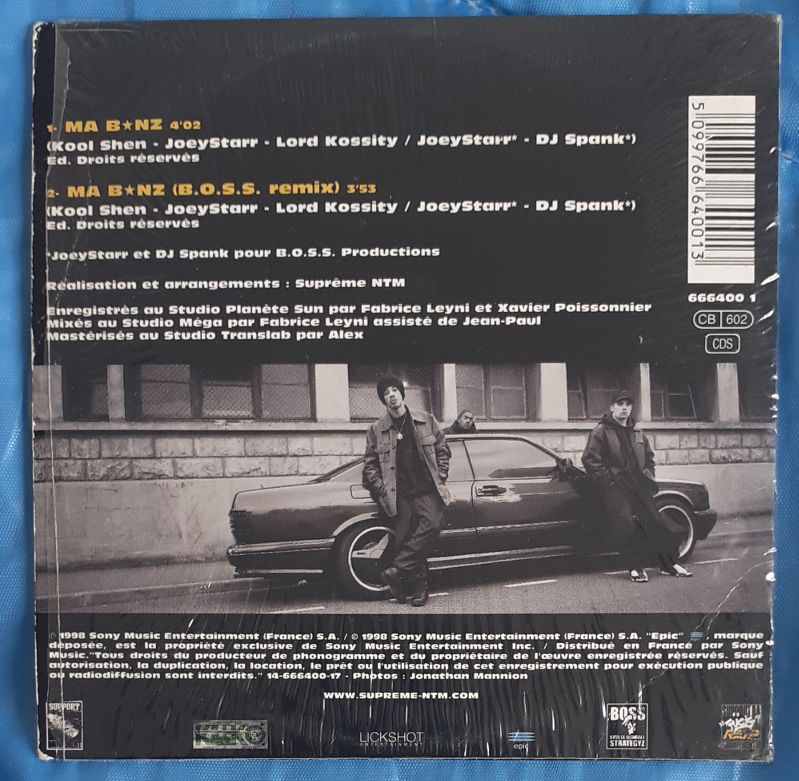 1- MA B★NZ 4'02
(Kool Shen - JoeyStarr - Lord Kossity / JoeyStarr* - DJ Spank*)
Ed. Droits réservés
2- MA B★NZ (B.O.S.S. remix) 3'53
(Kool Shen - JoeyStarr - Lord Kossity / JoeyStarr* - DJ Spank*)
Ed. Droits réservés
*JoeyStarr et DJ Spank pour B.O.S.S. Productions
Réalisation et arrangements : Suprême NTM
Enregistrés au Studio Planète Sun par Fabrice Leyni et Xavier Poissonnier
Mixés au Studio Méga par Fabrice Leyni assisté de Jean-Paul
Mastérisés au Studio Translab par Alex
5 099766 640013
666400 1
CB 602
CDS
℗ 1998 Sony Music Entertainment (France) S.A. / © 1998 Sony Music Entertainment (France) S.A. "Epic" epic, marque
déposée, est la propriété exclusive de Sony Music Entertainment Inc. / Distribué en France par Sony
Music."Tous droits du producteur de phonogramme et du propriétaire de l'œuvre enregistrée réservés. Sauf
autorisation, la duplication, la location, le prêt ou l'utilisation de cet enregistrement pour exécution publique
ou radiodiffusion sont interdits." 14-666400-17 - Photos : Jonathan Mannion
WWW.SUPREME-NTM.COM
SUPPORT
LICKSHOT
ENTERTAINMENT
epic
BOSS
STRATEGYZ